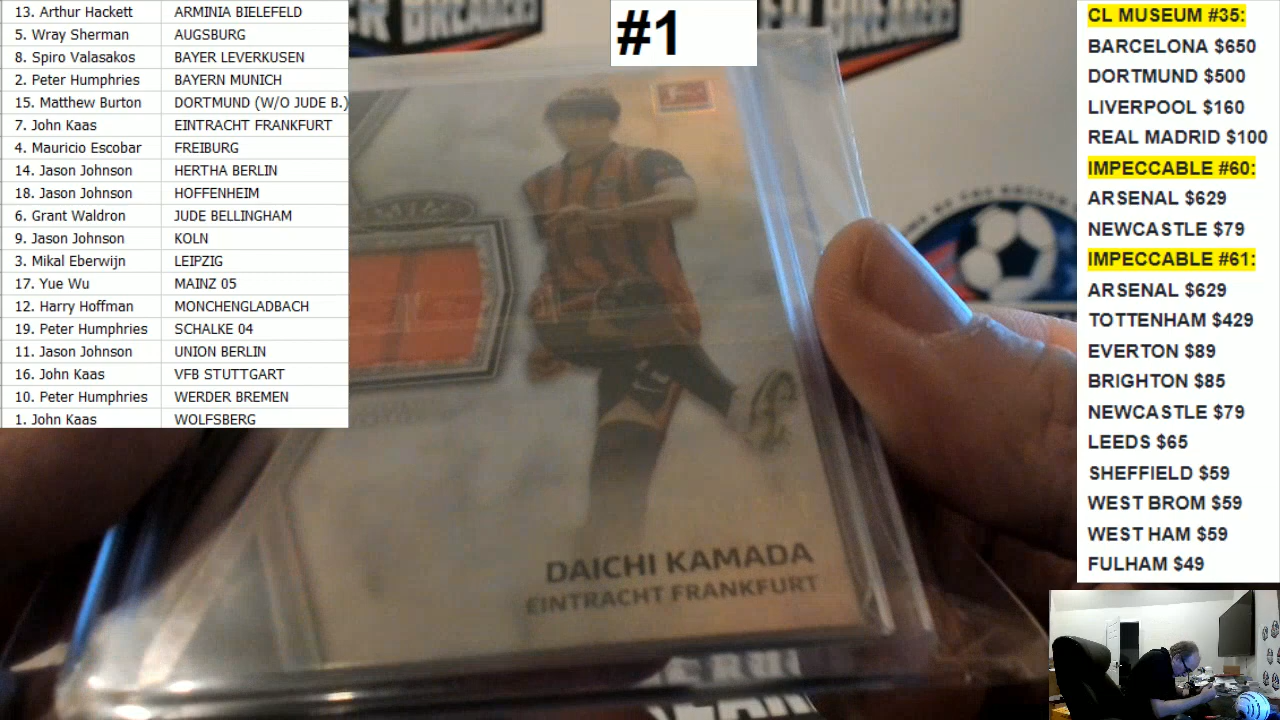 13. Arthur Hackett ARMINIA BIELEFELD
5. Wray Sherman AUGSBURG
8. Spiro Valasakos BAYER LEVERKUSEN
2. Peter Humphries BAYERN MUNICH
15. Matthew Burton DORTMUND (W/O JUDE B.)
7. John Kaas EINTRACHT FRANKFURT
4. Mauricio Escobar FREIBURG
14. Jason Johnson HERTHA BERLIN
18. Jason Johnson HOFFENHEIM
6. Grant Waldron JUDE BELLINGHAM
9. Jason Johnson KOLN
3. Mikal Eberwijn LEIPZIG
17. Yue Wu MAINZ 05
12. Harry Hoffman MONCHENGLADBACH
19. Peter Humphries SCHALKE 04
11. Jason Johnson UNION BERLIN
16. John Kaas VFB STUTTGART
10. Peter Humphries WERDER BREMEN
1. John Kaas WOLFSBERG
#1
DAICHI KAMADA
EINTRACHT FRANKFURT
CL MUSEUM #35:
BARCELONA $650
DORTMUND $500
LIVERPOOL $160
REAL MADRID $100
IMPECCABLE #60:
ARSENAL $629
NEWCASTLE $79
IMPECCABLE #61:
ARSENAL $629
TOTTENHAM $429
EVERTON $89
BRIGHTON $85
NEWCASTLE $79
LEEDS $65
SHEFFIELD $59
WEST BROM $59
WEST HAM $59
FULHAM $49